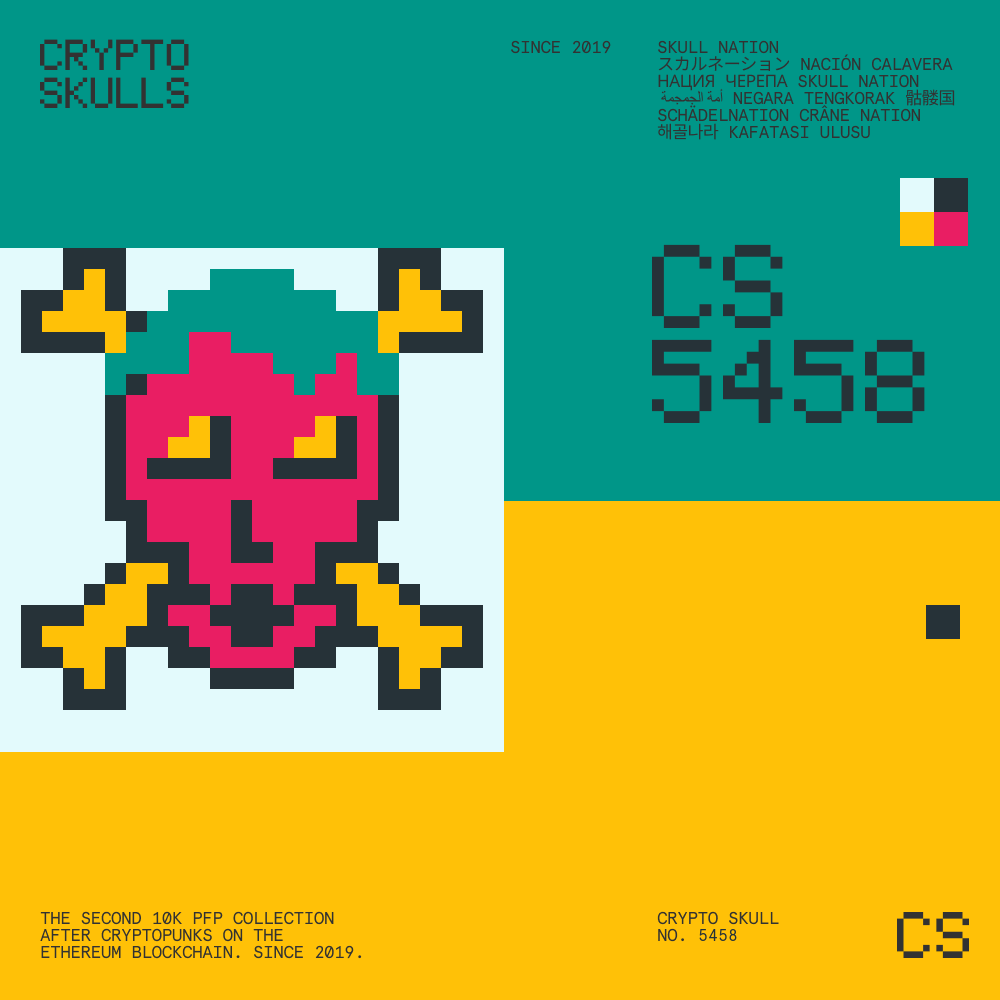 CRYPTO
SKULLS
SINCE 2019
SKULL NATION
スカルネーション NACIÓN CALAVERA
НАЦИЯ ЧЕРЕПА SKULL NATION
أمة الجمجمة NEGARA TENGKORAK 骷髅国
SCHÄDELNATION CRÂNE NATION
해골나라 KAFATASI ULUSU
CS
5458
THE SECOND 10K PFP COLLECTION
AFTER CRYPTOPUNKS ON THE
ETHEREUM BLOCKCHAIN. SINCE 2019.
CRYPTO SKULL
NO. 5458
CS